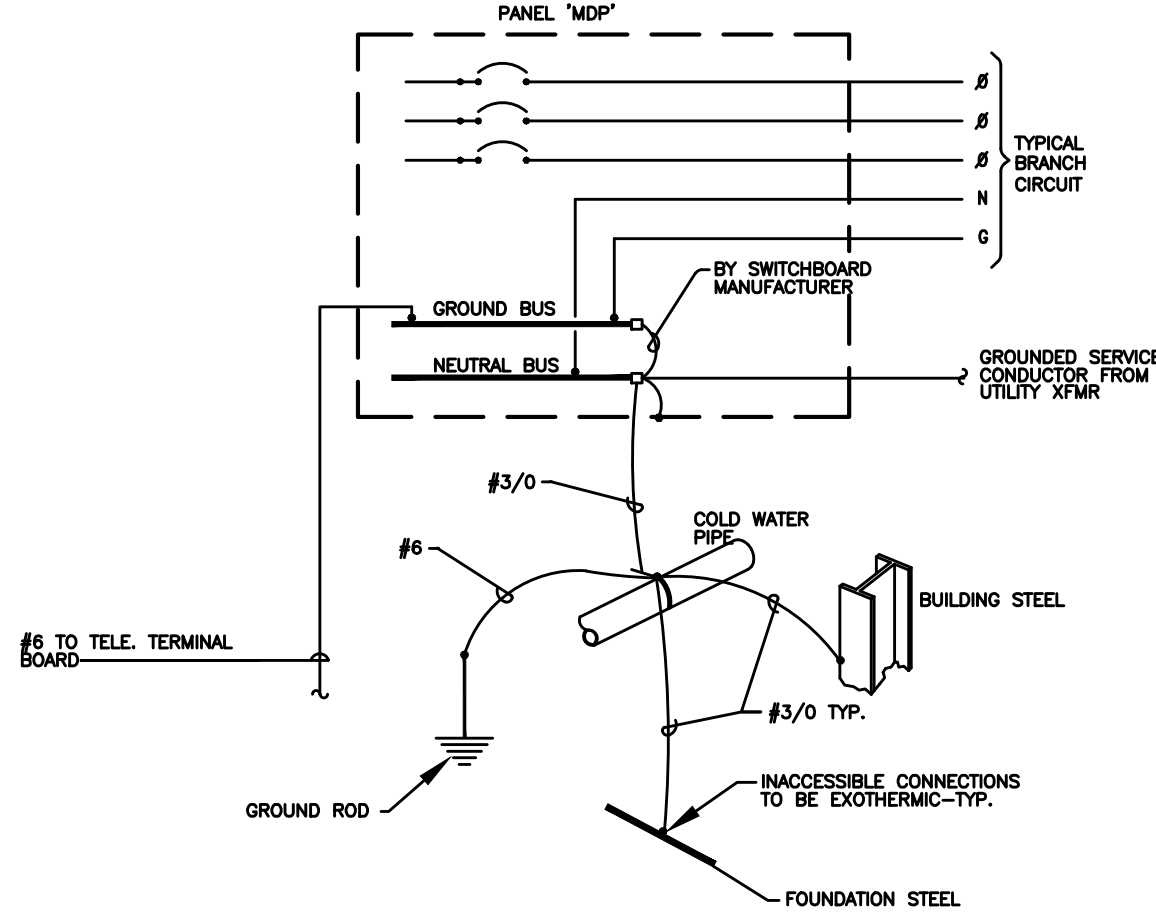 PANEL 'MDP'
Ø
Ø
Ø
N
G
TYPICAL
BRANCH
CIRCUIT
BY SWITCHBOARD
MANUFACTURER
GROUND BUS
NEUTRAL BUS
GROUNDED SERVICE
CONDUCTOR FROM
UTILITY XFMR
#3/0
COLD WATER
PIPE
#6
BUILDING STEEL
#6 TO TELE. TERMINAL
BOARD
#3/0 TYP.
INACCESSIBLE CONNECTIONS
TO BE EXOTHERMIC-TYP.
GROUND ROD
FOUNDATION STEEL